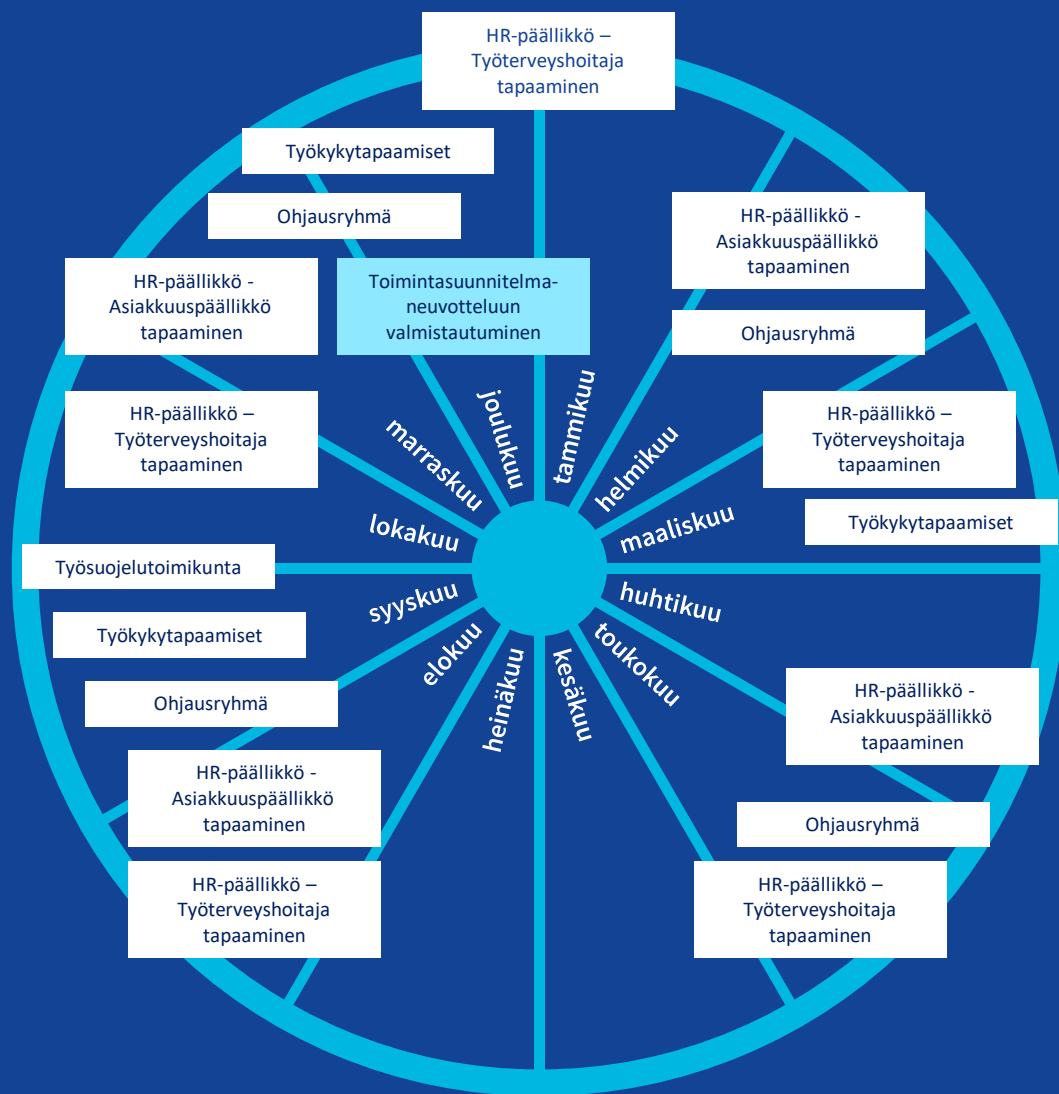 HR-päällikkö –
Työterveyshoitaja
tapaaminen
Työkykytapaamiset
Ohjausryhmä
Toimintasuunnitelma-
neuvotteluun
valmistautuminen
HR-päällikkö -
Asiakkuuspäällikkö
tapaaminen
Ohjausryhmä
HR-päällikkö -
Asiakkuuspäällikkö
tapaaminen
HR-päällikkö –
Työterveyshoitaja
tapaaminen
HR-päällikkö –
Työterveyshoitaja
tapaaminen
Työkykytapaamiset
tammikuu
helmikuu
maaliskuu
huhtikuu
toukokuu
kesäkuu
heinäkuu
elokuu
syyskuu
lokakuu
marraskuu
joulukuu
Työsuojelutoimikunta
Työkykytapaamiset
Ohjausryhmä
HR-päällikkö -
Asiakkuuspäällikkö
tapaaminen
HR-päällikkö –
Työterveyshoitaja
tapaaminen
HR-päällikkö -
Asiakkuuspäällikkö
tapaaminen
Ohjausryhmä
HR-päällikkö –
Työterveyshoitaja
tapaaminen